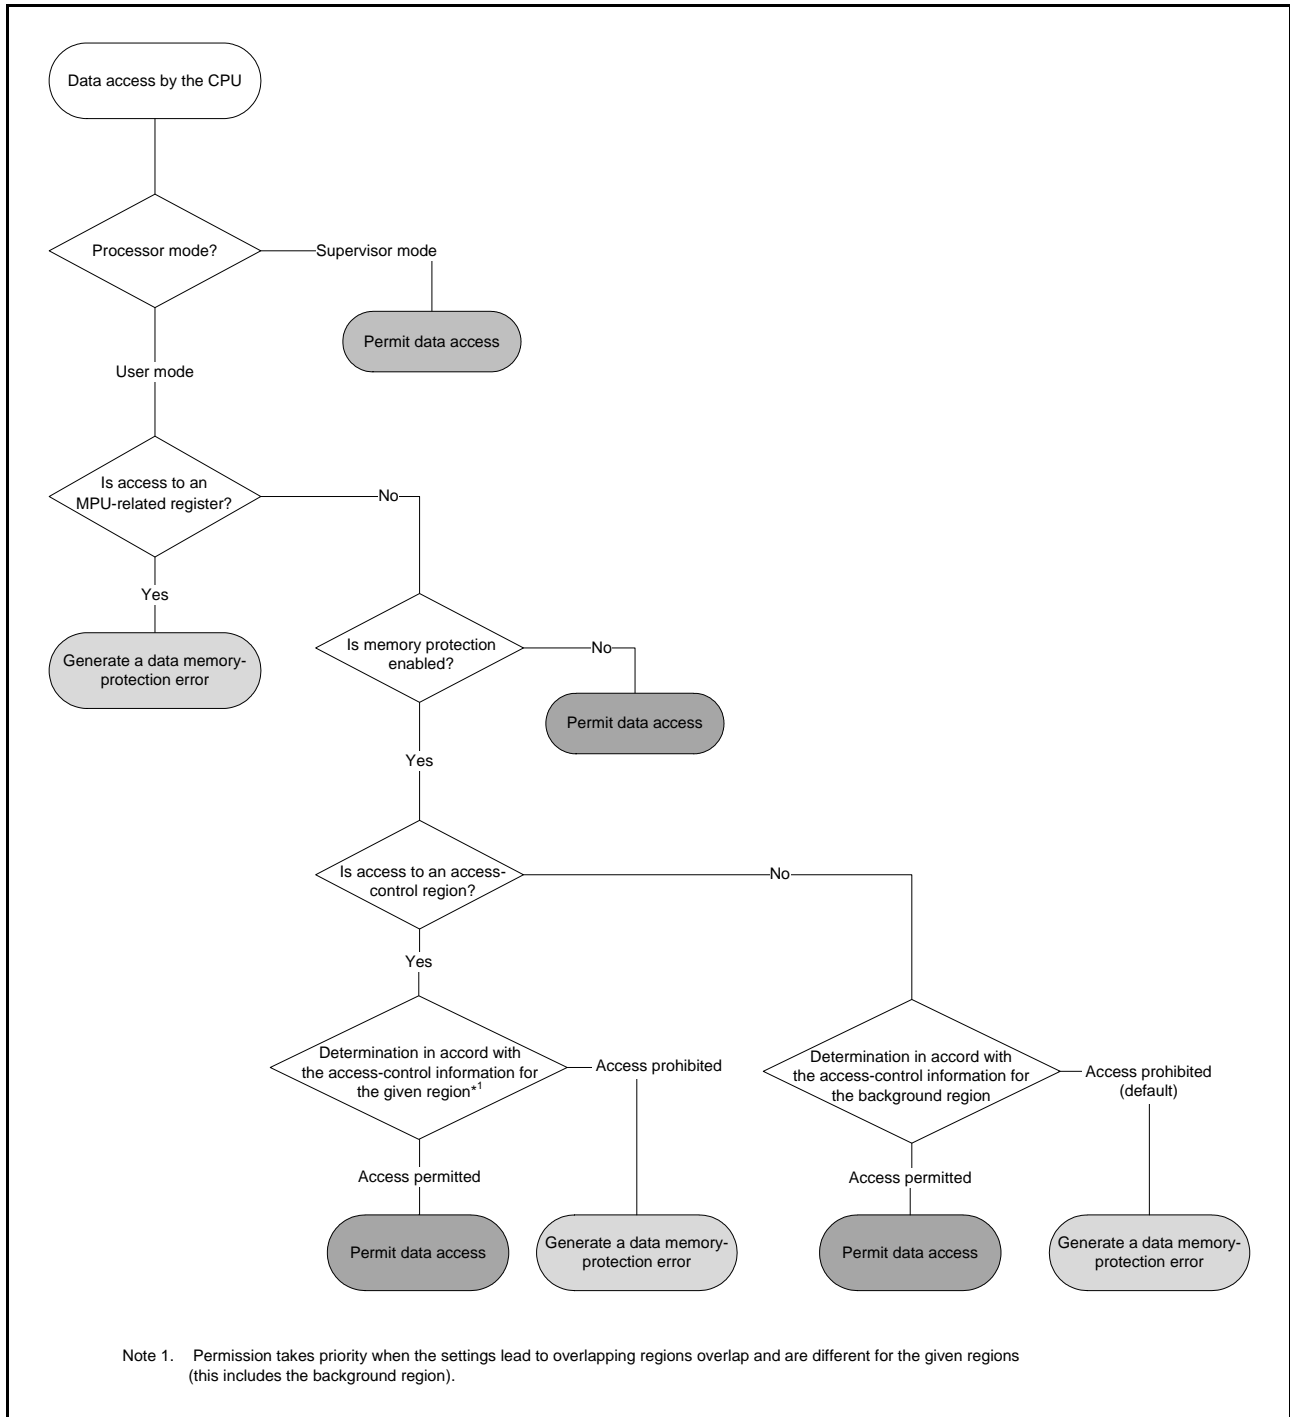 Data access by the CPU
Processor mode?
Supervisor mode
Permit data access
User mode
Is access to an
MPU-related register?
No
Yes
Generate a data memory-
protection error
Is memory protection
enabled?
No
Permit data access
Yes
Is access to an access-
control region?
No
Yes
Determination in accord with
the access-control information for
the given region*1
Access prohibited
Determination in accord with
the access-control information for
the background region
Access prohibited
(default)
Access permitted
Access permitted
Permit data access
Generate a data memory-
protection error
Permit data access
Generate a data memory-
protection error
Note 1. Permission takes priority when the settings lead to overlapping regions overlap and are different for the given regions
(this includes the background region).